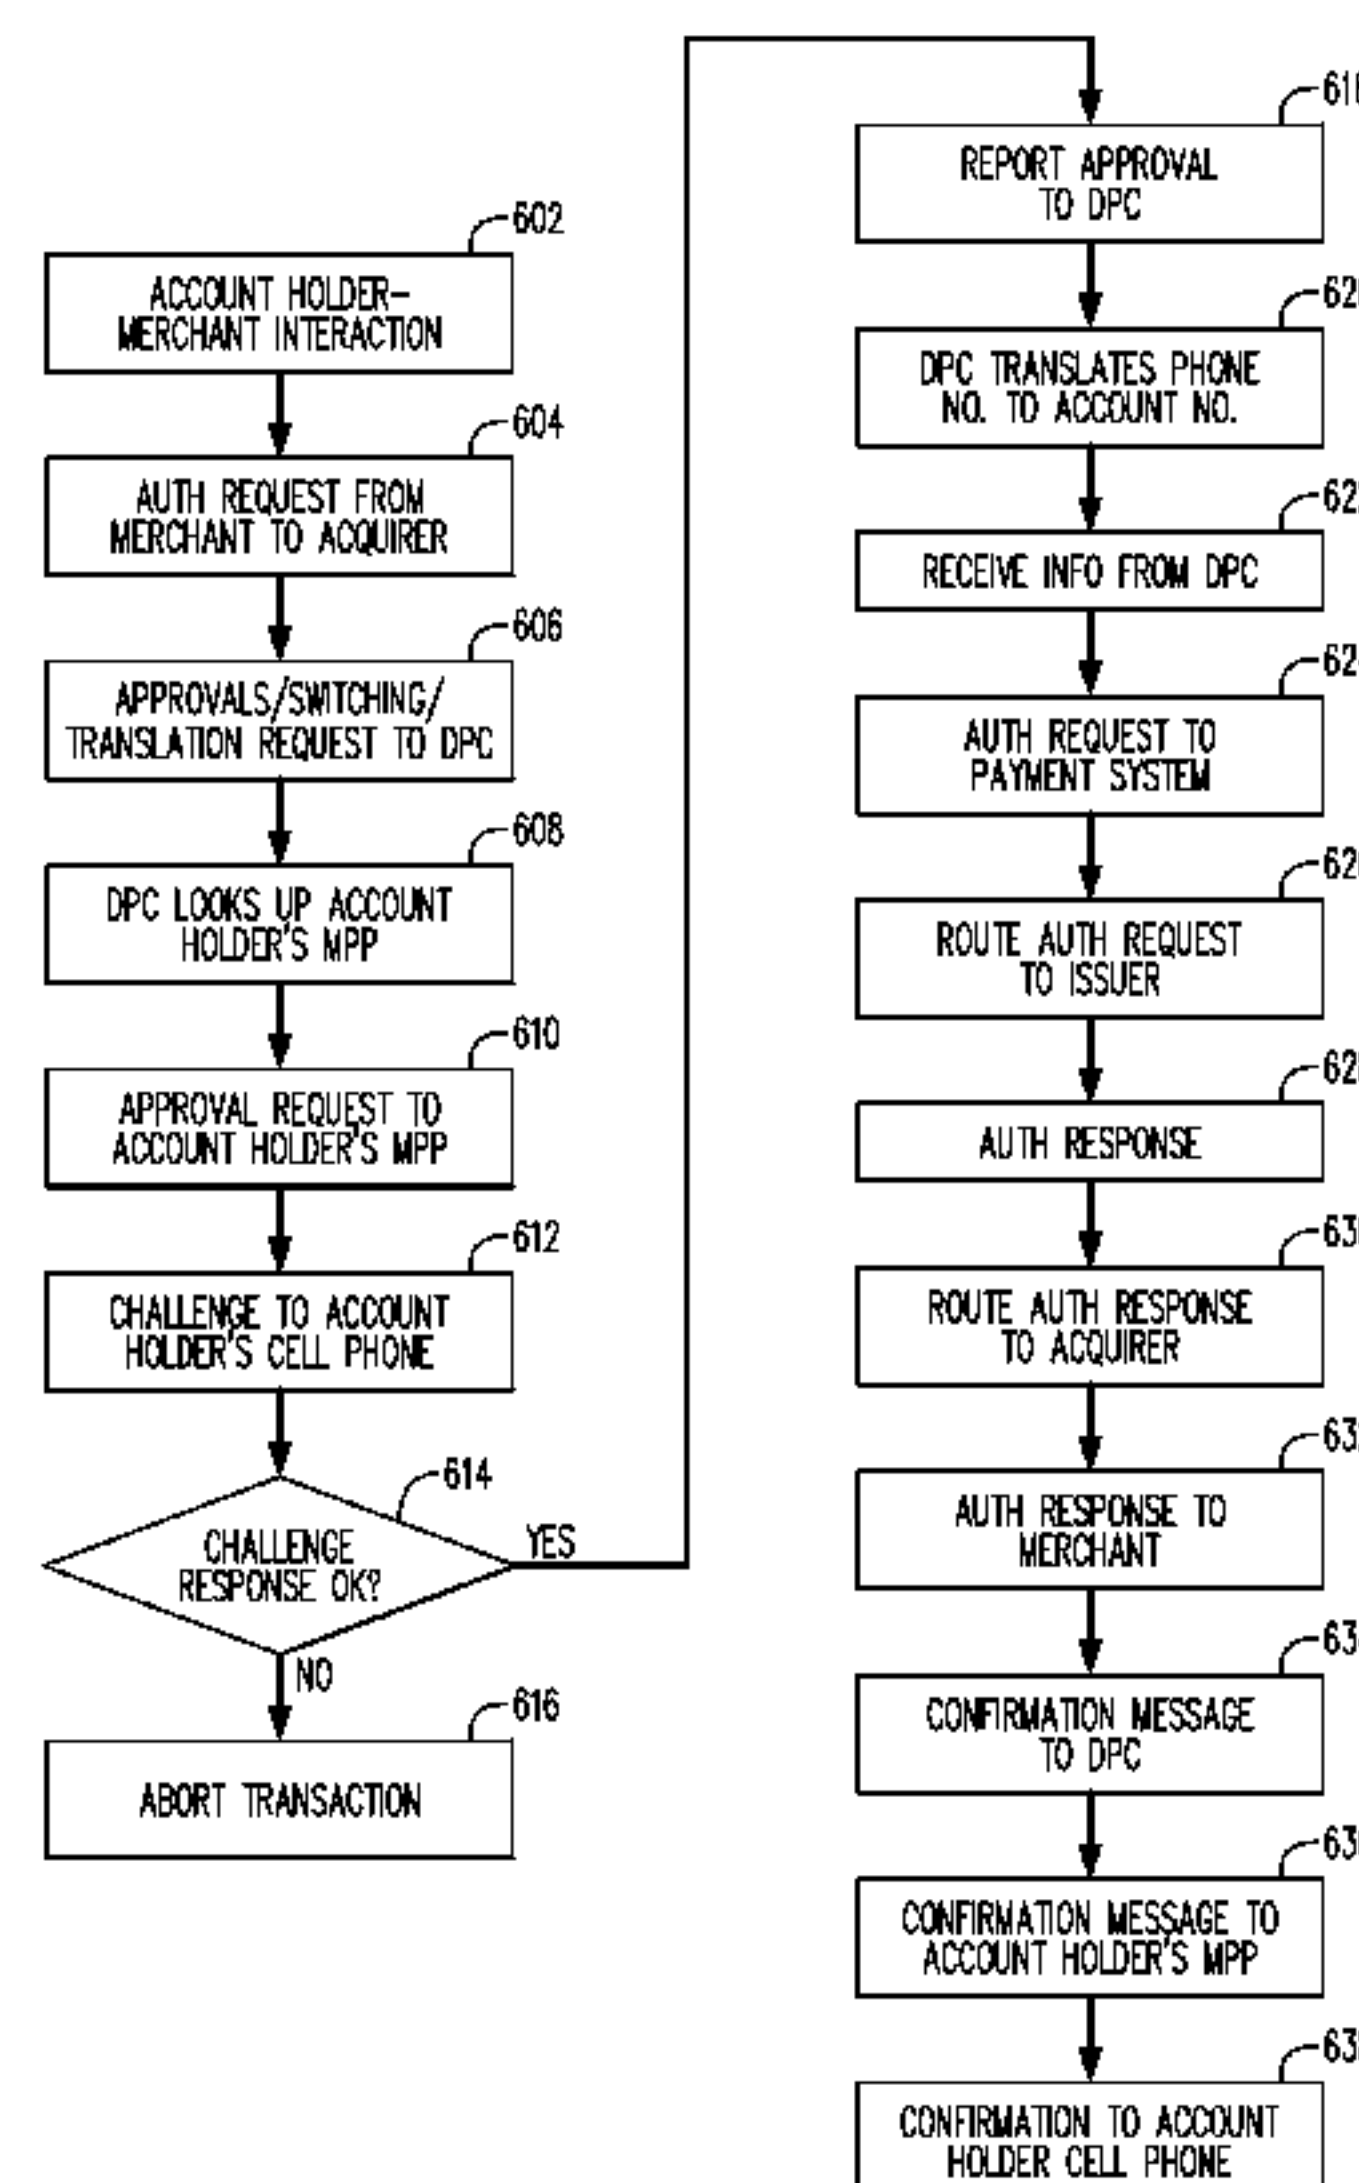 602
ACCOUNT HOLDER-
MERCHANT INTERACTION
604
AUTH REQUEST FROM
MERCHANT TO ACQUIRER
606
APPROVALS/SWITCHING/
TRANSLATION REQUEST TO DPC
608
DPC LOOKS UP ACCOUNT
HOLDER'S MPP
610
APPROVAL REQUEST TO
ACCOUNT HOLDER'S MPP
612
CHALLENGE TO ACCOUNT
HOLDER'S CELL PHONE
614
CHALLENGE
RESPONSE OK?
YES
NO
616
ABORT TRANSACTION
REPORT APPROVAL
TO DPC
DPC TRANSLATES PHONE
NO. TO ACCOUNT NO.
RECEIVE INFO FROM DPC
AUTH REQUEST TO
PAYMENT SYSTEM
ROUTE AUTH REQUEST
TO ISSUER
AUTH RESPONSE
ROUTE AUTH RESPONSE
TO ACQUIRER
AUTH RESPONSE TO
MERCHANT
CONFIRMATION MESSAGE
TO DPC
CONFIRMATION MESSAGE TO
ACCOUNT HOLDER'S MPP
CONFIRMATION TO ACCOUNT
HOLDER CELL PHONE